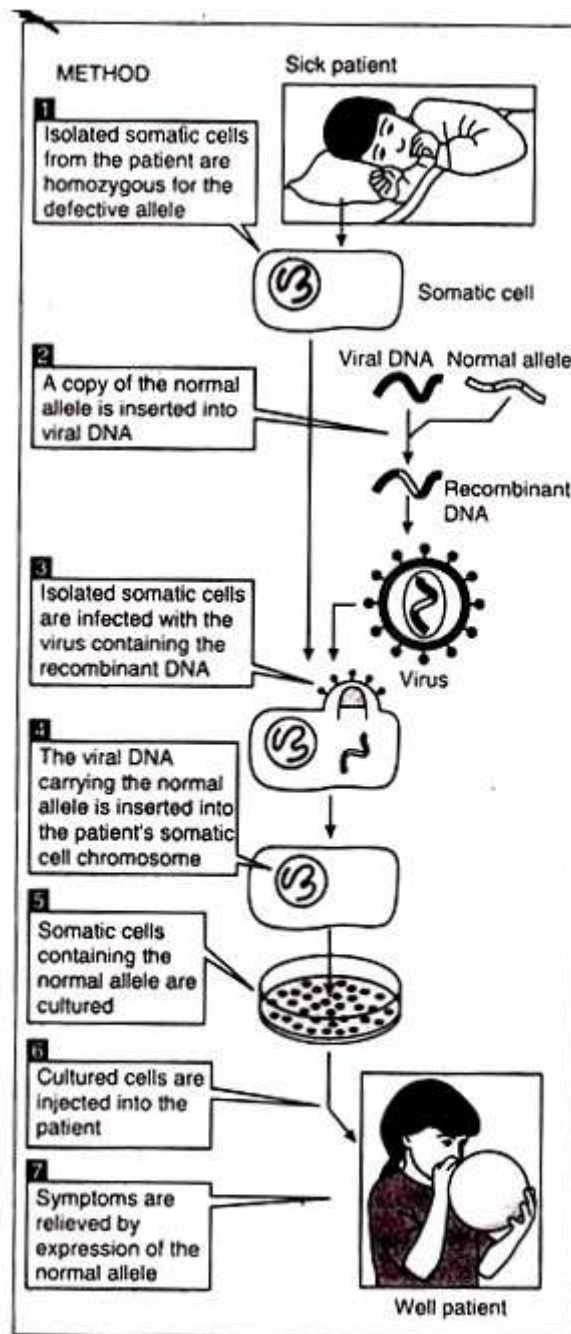 METHOD
Sick patient
1
Isolated somatic cells
from the patient are
homozygous for the
defective allele
Somatic cell
2
A copy of the normal
allele is inserted into
viral DNA
Viral DNA Normal allele
Recombinant
DNA
3
Isolated somatic cells
are infected with the
virus containing the
recombinant DNA
Virus
4
The viral DNA
carrying the normal
allele is inserted into
the patient's somatic
cell chromosome
5
Somatic cells
containing the
normal allele are
cultured
6
Cultured cells are
injected into the
patient
7
Symptoms are
relieved by
expression of the
normal allele
Well patient